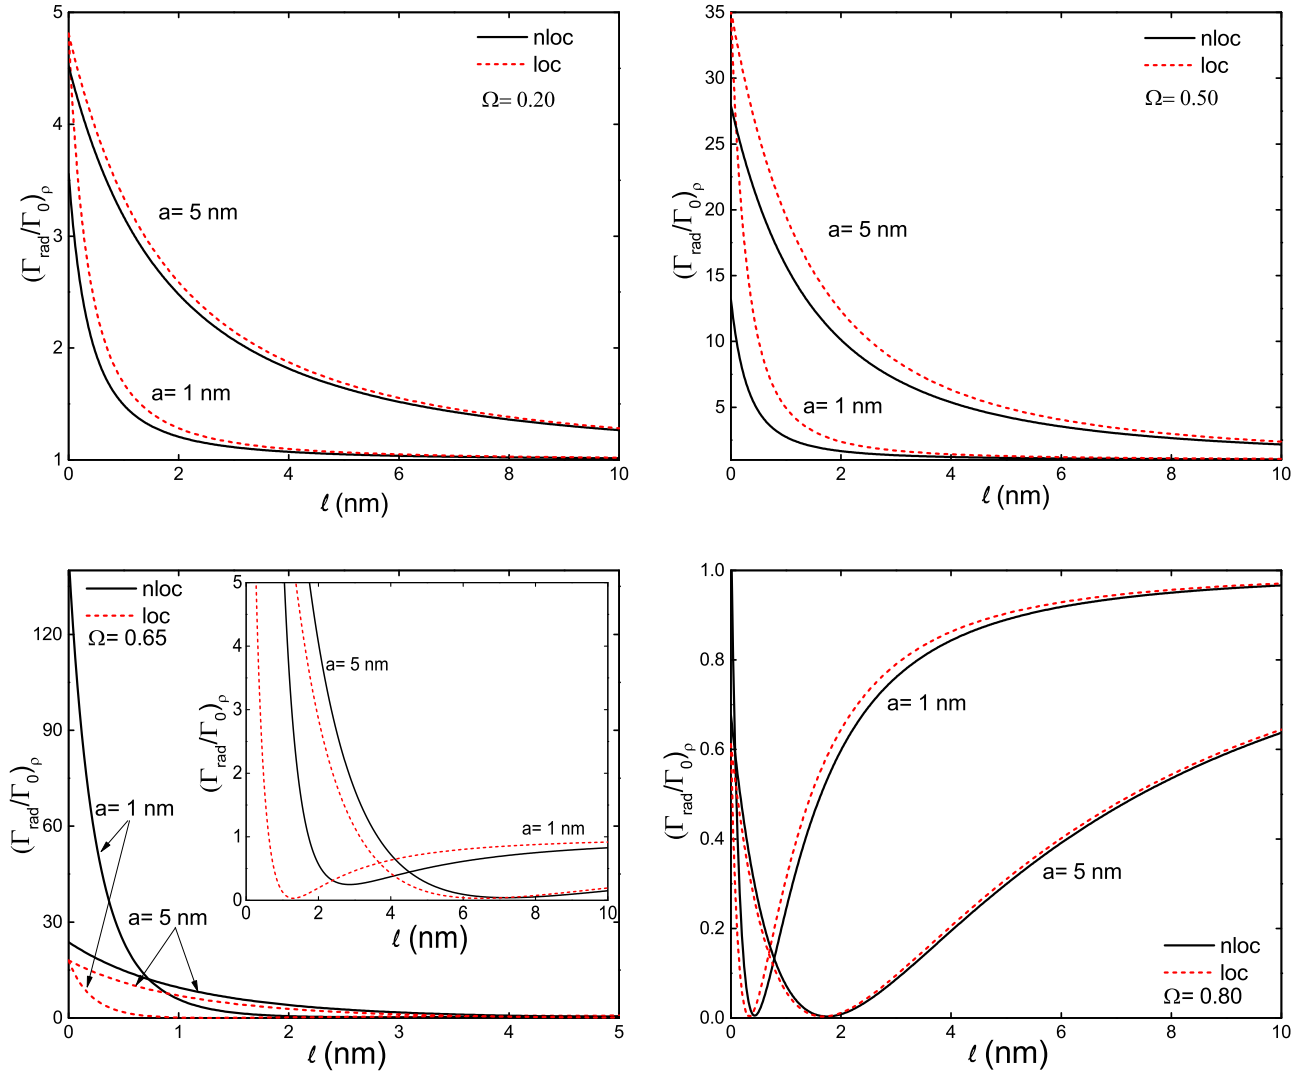 nloc
loc
Ω= 0.20
a= 5 nm
a= 1 nm
(Γrad/Γ0)ρ
5
4
3
2
1
0 2 4 6 8 10
ℓ (nm)
nloc
loc
Ω= 0.50
a= 5 nm
a= 1 nm
(Γrad/Γ0)ρ
35
30
25
20
15
10
5
0 2 4 6 8 10
ℓ (nm)
nloc
loc
Ω= 0.65
a= 1 nm
a= 5 nm
(Γrad/Γ0)ρ
120
90
60
30
0
0 1 2 3 4 5
ℓ (nm)
a= 5 nm
a= 1 nm
(Γrad/Γ0)ρ
5
4
3
2
1
0
0 2 4 6 8 10
ℓ (nm)
a= 1 nm
a= 5 nm
nloc
loc
Ω= 0.80
(Γrad/Γ0)ρ
1.0
0.8
0.6
0.4
0.2
0.0
0 2 4 6 8 10
ℓ (nm)